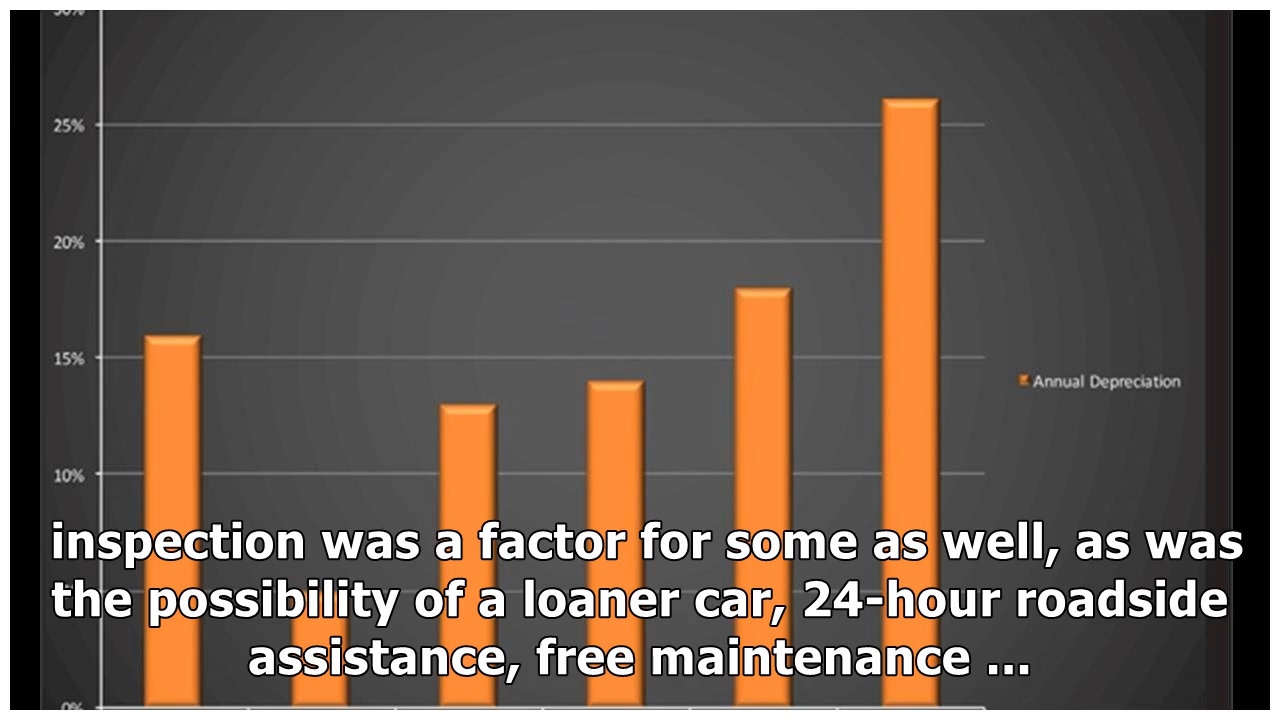 30%
25%
20%
15%
Annual Depreciation
10%
inspection was a factor for some as well, as was
the possibility of a loaner car, 24-hour roadside
assistance, free maintenance ...
0%